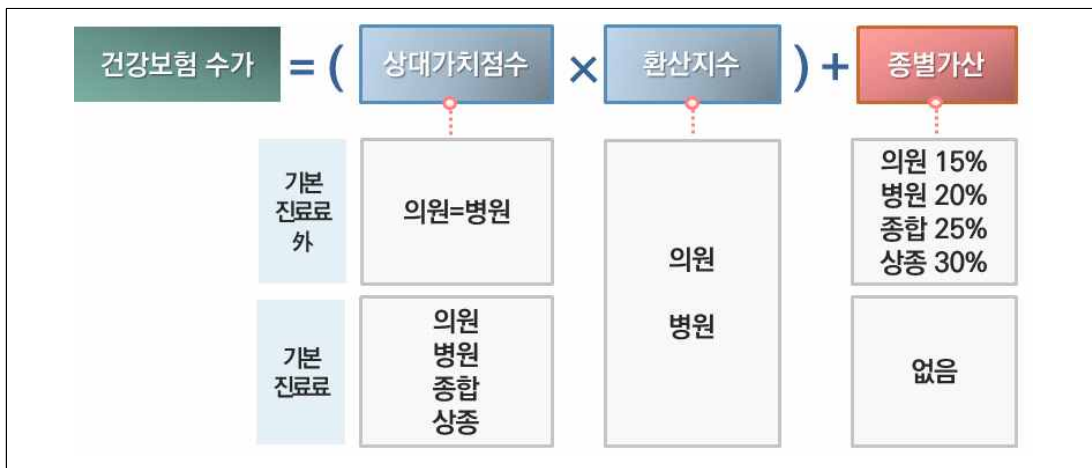 건강보험 수가 = ( 상대가치점수 × 환산지수 ) + 종별가산
기본
진료료
外
의원=병원
의원
병원
의원 15%
병원 20%
종합 25%
상종 30%
기본
진료료
의원
병원
종합
상종
없음